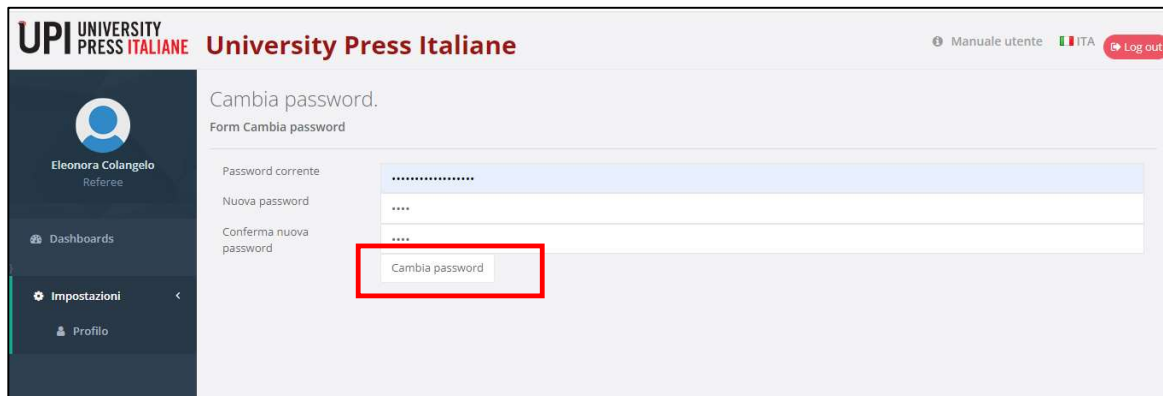 UPI UNIVERSITY PRESS ITALIANE
University Press Italiane
Manuale utente ITA Log out
Cambia password.
Form Cambia password
Eleonora Colangelo
Referee
Password corrente ••••••••••••••••••
Nuova password ••••
Conferma nuova password ••••
Cambia password
Dashboards
Impostazioni
Profilo